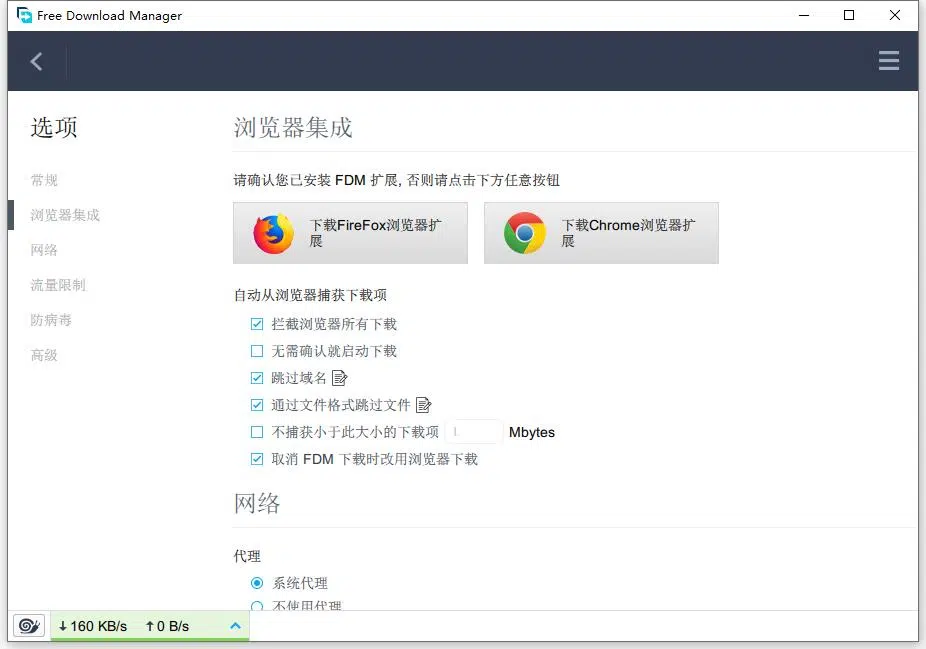 Free Download Manager
选项
常规
浏览器集成
网络
流量限制
防病毒
高级
浏览器集成
请确认您已安装 FDM 扩展, 否则请点击下方任意按钮
下载FireFox浏览器扩
展
下载Chrome浏览器扩
展
自动从浏览器捕获下载项
拦截浏览器所有下载
无需确认就启动下载
跳过域名
通过文件格式跳过文件
不捕获小于此大小的下载项 1 Mbytes
取消 FDM 下载时改用浏览器下载
网络
代理
系统代理
不使用代理
160 KB/s 0 B/s